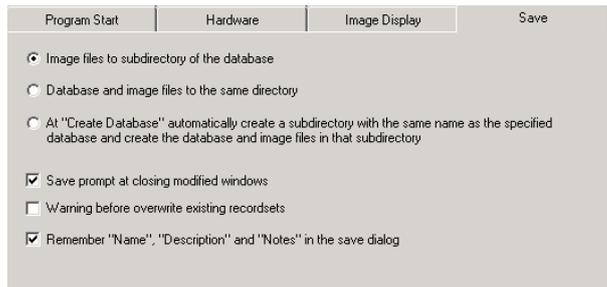 Program Start
Hardware
Image Display
Save
Image files to subdirectory of the database
Database and image files to the same directory
At "Create Database" automatically create a subdirectory with the same name as the specified
database and create the database and image files in that subdirectory
Save prompt at closing modified windows
Warning before overwrite existing recordsets
Remember "Name", "Description" and "Notes" in the save dialog